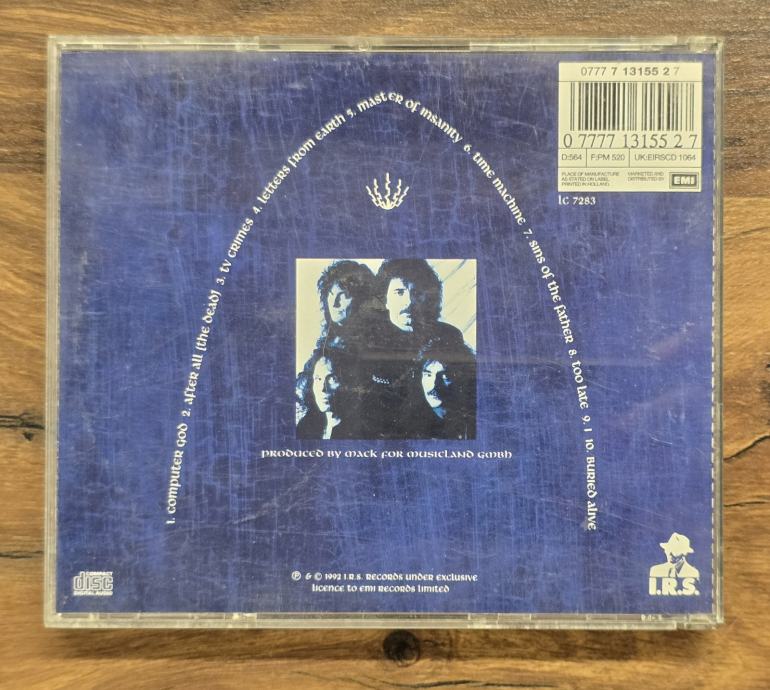 0777 7 13155 2 7
0 7777 13155 2 7
D:564 F:PM 520 UK:EIRSCD 1064
PLACE OF MANUFACTURE
AS STATED ON LABEL.
PRINTED IN HOLLAND.
MARKETED AND
DISTRIBUTED BY
EMI
LC 7283
1. COMPUTER GOD 2. AFTER ALL (THE DEAD) 3. TV CRIMES 4. LETTERS FROM EARTH 5. MASTER OF INSANITY 6. TIME MACHINE 7. SINS OF THE FATHER 8. TOO LATE 9. I 10. BURIED ALIVE
PRODUCED BY MACK FOR MUSICLAND GMBH
COMPACT
disc
DIGITAL AUDIO
℗ & © 1992 I.R.S. RECORDS UNDER EXCLUSIVE
LICENCE TO EMI RECORDS LIMITED
I.R.S.